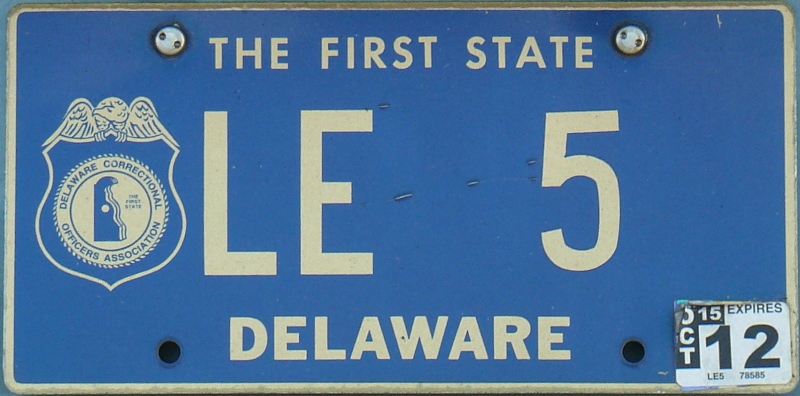 THE FIRST STATE
DELAWARE CORRECTIONAL
OFFICERS ASSOCIATION
THE
FIRST
STATE
LE 5
DELAWARE
OCT 15 EXPIRES
12
LE5 78585